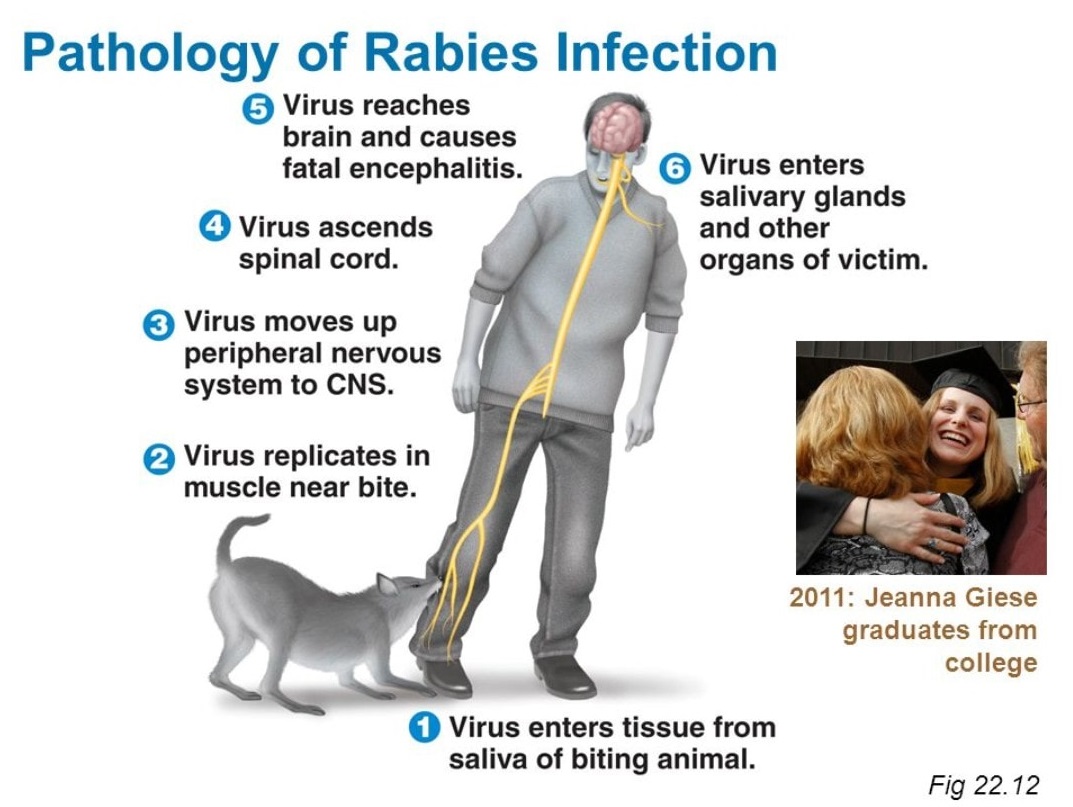 Pathology of Rabies Infection
5 Virus reaches
brain and causes
fatal encephalitis.
6 Virus enters
salivary glands
and other
organs of victim.
4 Virus ascends
spinal cord.
3 Virus moves up
peripheral nervous
system to CNS.
2 Virus replicates in
muscle near bite.
2011: Jeanna Giese
graduates from
college
1 Virus enters tissue from
saliva of biting animal.
Fig 22.12